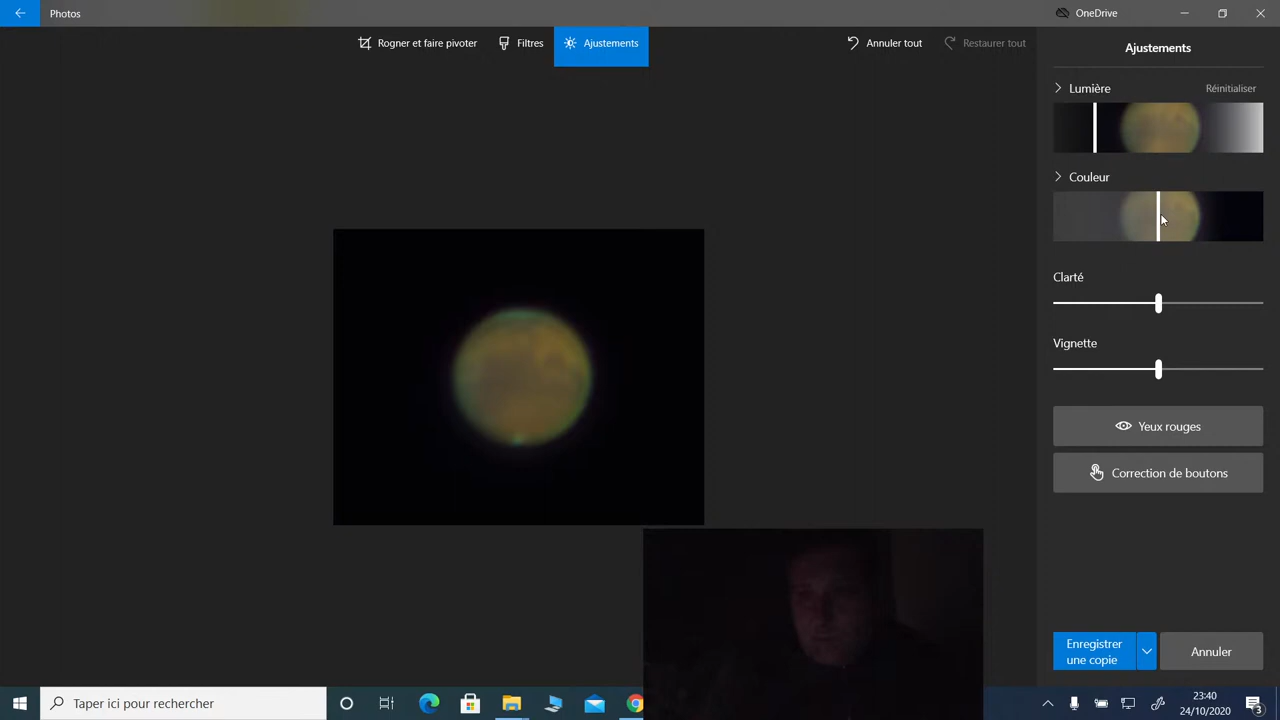 Photos
OneDrive
Rogner et faire pivoter
Filtres
Ajustements
Annuler tout
Restaurer tout
Ajustements
Lumière
Réinitialiser
Couleur
Clarté
Vignette
Yeux rouges
Correction de boutons
Enregistrer
une copie
Annuler
Taper ici pour rechercher
23:40
24/10/2020
3